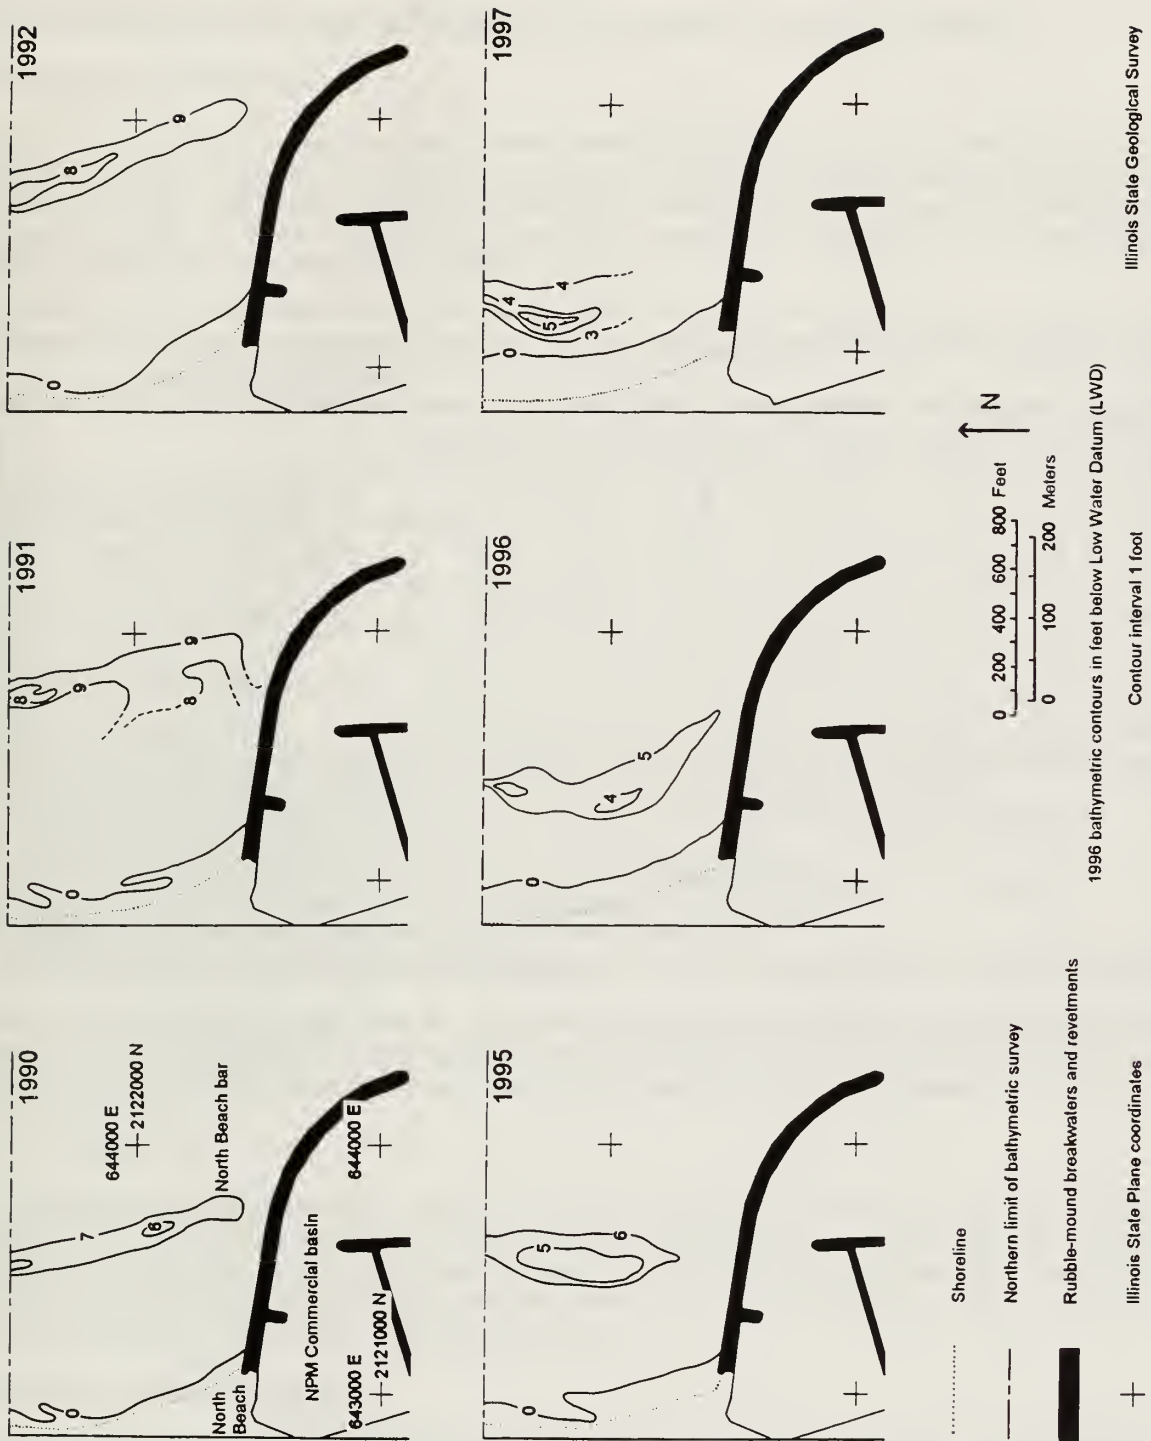 1990
644000 E
2122000 N
7
6
0
North Beach bar
North
Beach
NPM Commercial basin
643000 E
2121000 N
644000 E
1991
8
9
0
8
9
1992
0
8
9
1995
0
5
6
1996
0
4
5
1997
0
4
5
3
4
Shoreline
Northern limit of bathymetric survey
Rubble-mound breakwaters and revetments
Illinois State Plane coordinates
0 200 400 600 800 Feet
0 100 200 Meters
N
1996 bathymetric contours in feet below Low Water Datum (LWD)
Contour interval 1 foot
Illinois State Geological Survey